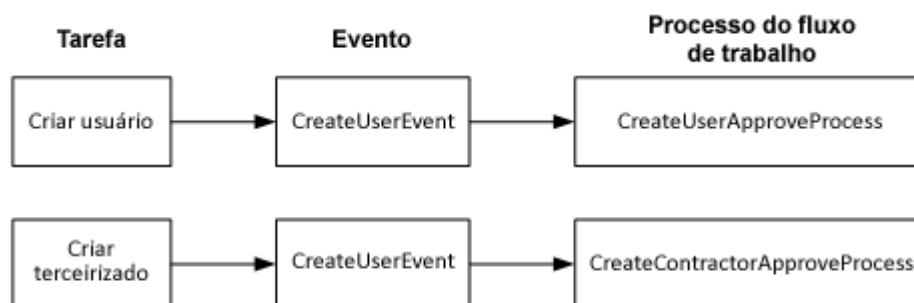 Tarefa
Evento
Processo do fluxo
de trabalho
Criar usuário
CreateUserEvent
CreateUserApproveProcess
Criar
terceirizado
CreateUserEvent
CreateContractorApproveProcess